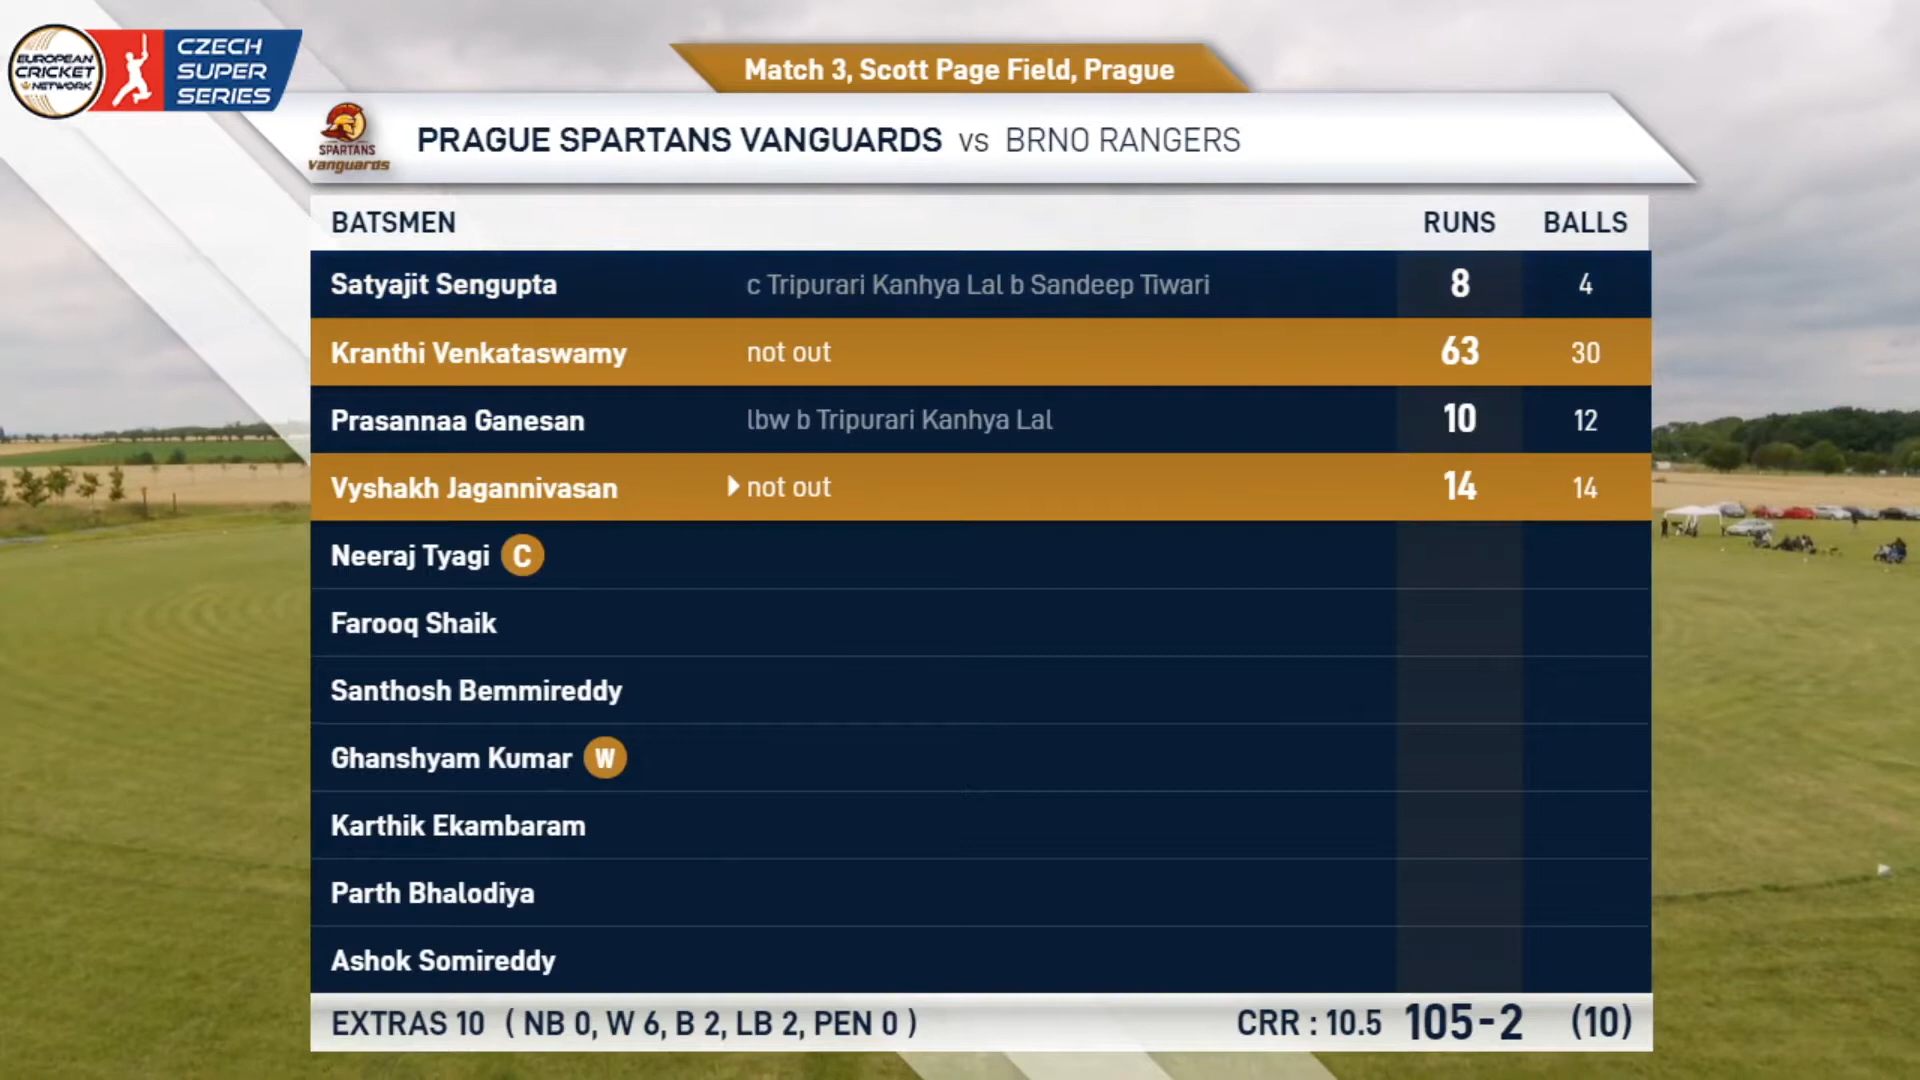 EUROPEAN
CRICKET
NETWORK
CZECH
SUPER
SERIES
Match 3, Scott Page Field, Prague
SPARTANS
Vanguards
PRAGUE SPARTANS VANGUARDS vs BRNO RANGERS
BATSMEN RUNS BALLS
Satyajit Sengupta c Tripurari Kanhya Lal b Sandeep Tiwari 8 4
Kranthi Venkataswamy not out 63 30
Prasannaa Ganesan lbw b Tripurari Kanhya Lal 10 12
Vyshakh Jagannivasan not out 14 14
Neeraj Tyagi C
Farooq Shaik
Santhosh Bemmireddy
Ghanshyam Kumar W
Karthik Ekambaram
Parth Bhalodiya
Ashok Somireddy
EXTRAS 10 ( NB 0, W 6, B 2, LB 2, PEN 0 ) CRR : 10.5 105-2 (10)